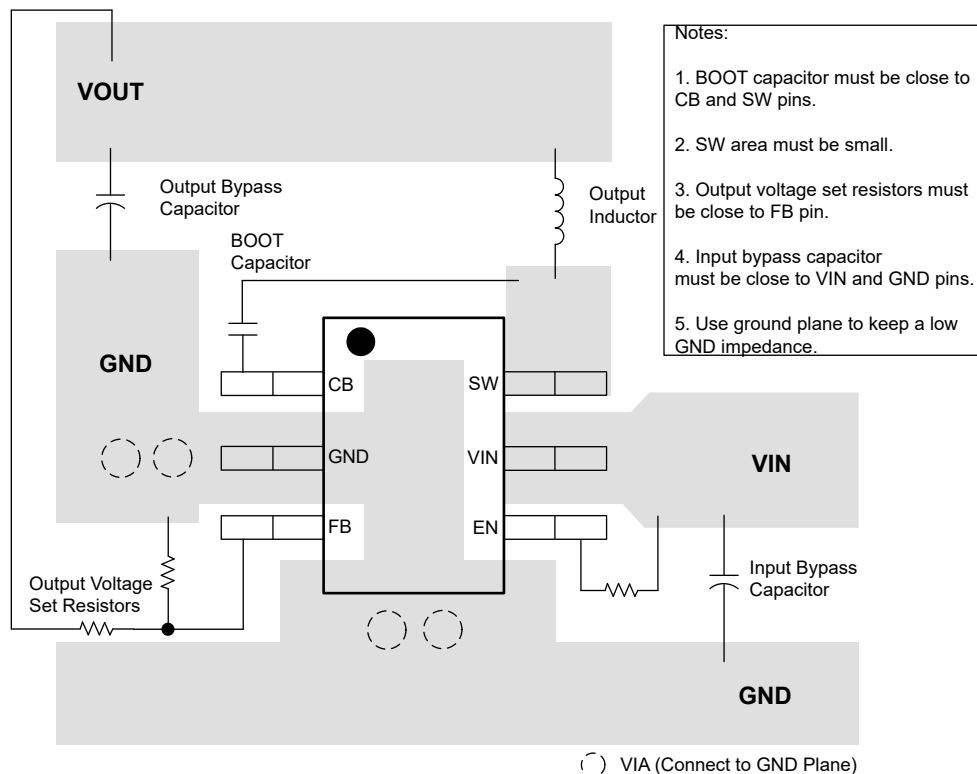 VOUT
Output Bypass
Capacitor
BOOT
Capacitor
Output
Inductor
GND
CB
GND
FB
SW
VIN
EN
VIN
Output Voltage
Set Resistors
Input Bypass
Capacitor
GND
VIA (Connect to GND Plane)
Notes:
1. BOOT capacitor must be close to
CB and SW pins.
2. SW area must be small.
3. Output voltage set resistors must
be close to FB pin.
4. Input bypass capacitor
must be close to VIN and GND pins.
5. Use ground plane to keep a low
GND impedance.